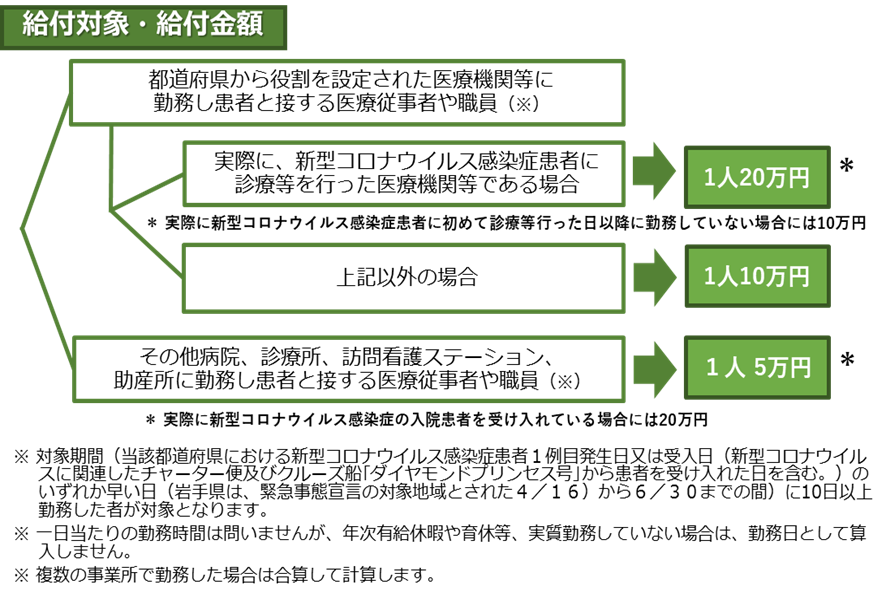 給付対象・給付金額
都道府県から役割を設定された医療機関等に
勤務し患者と接する医療従事者や職員（※）
実際に、新型コロナウイルス感染症患者に
診療等を行った医療機関等である場合
1人20万円
*
* 実際に新型コロナウイルス感染症患者に初めて診療等行った日以降に勤務していない場合には10万円
上記以外の場合
1人10万円
その他病院、診療所、訪問看護ステーション、
助産所に勤務し患者と接する医療従事者や職員（※）
１人 5万円
*
* 実際に新型コロナウイルス感染症の入院患者を受け入れている場合には20万円
※ 対象期間（当該都道府県における新型コロナウイルス感染症患者１例目発生日又は受入日（新型コロナウイル
スに関連したチャーター便及びクルーズ船｢ダイヤモンドプリンセス号｣から患者を受け入れた日を含む。）の
いずれか早い日（岩手県は、緊急事態宣言の対象地域とされた４／１６）から６／３０までの間）に10日以上
勤務した者が対象となります。
※ 一日当たりの勤務時間は問いませんが、年次有給休暇や育休等、実質勤務していない場合は、勤務日として算
入しません。
※ 複数の事業所で勤務した場合は合算して計算します。